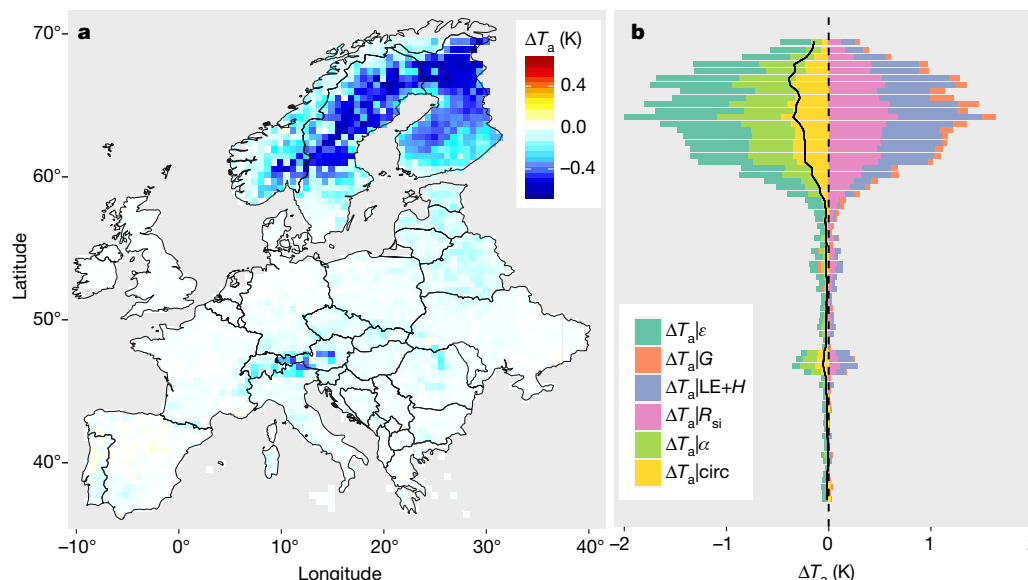 a
b
ΔTa (K)
0.4
0.0
−0.4
70°
60°
50°
40°
Latitude
−10°
0°
10°
20°
30°
40°
Longitude
ΔTa|ε
ΔTa|G
ΔTa|LE+H
ΔTa|Rsi
ΔTa|α
ΔTa|circ
−2
−1
0
1
ΔTa (K)